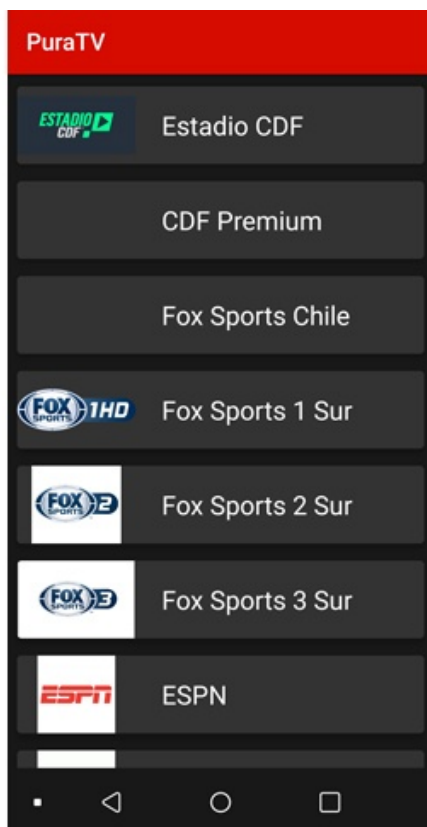 PuraTV
ESTADIO
CDF
Estadio CDF
CDF Premium
Fox Sports Chile
FOX
SPORTS
1HD
Fox Sports 1 Sur
FOX
SPORTS
2
Fox Sports 2 Sur
FOX
SPORTS
3
Fox Sports 3 Sur
ESPN
ESPN